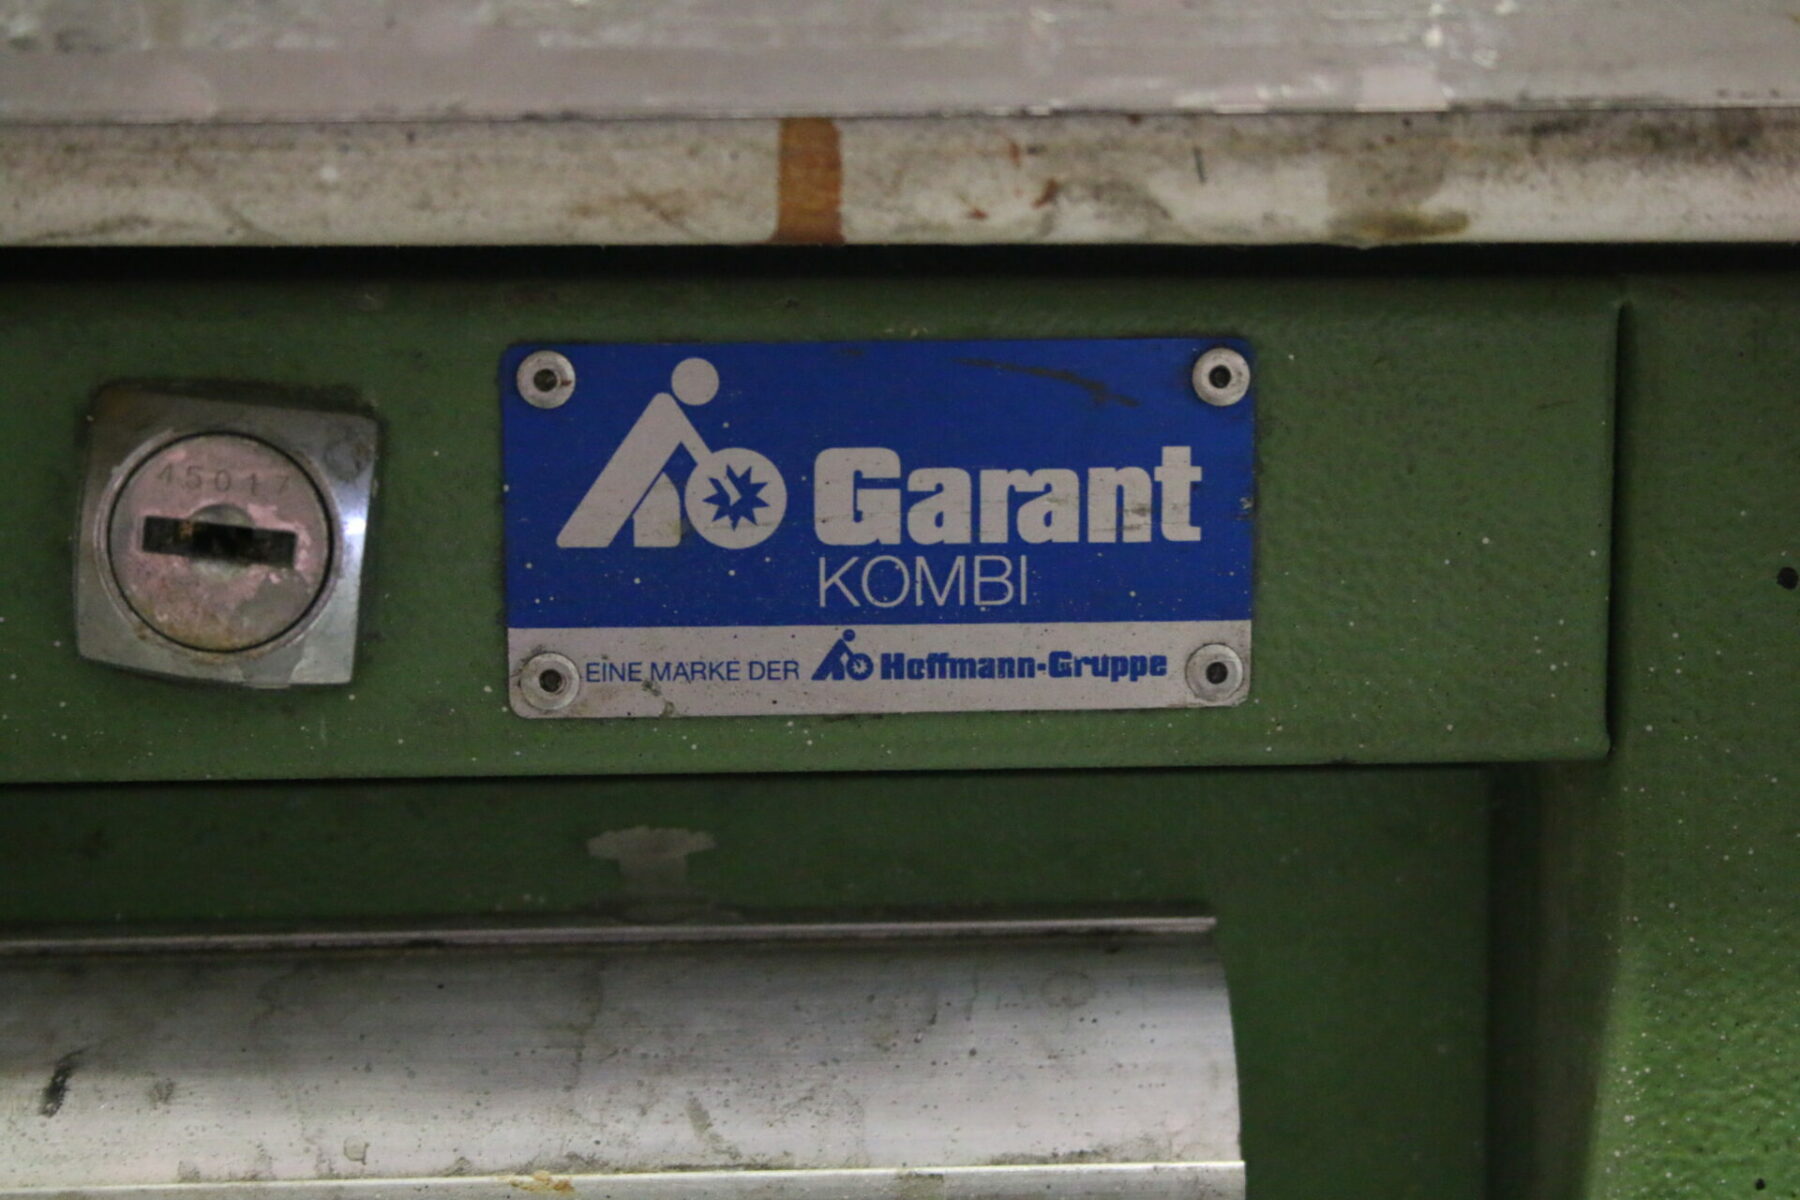 45017
Garant
KOMBI
EINE MARKE DER Hoffmann-Gruppe